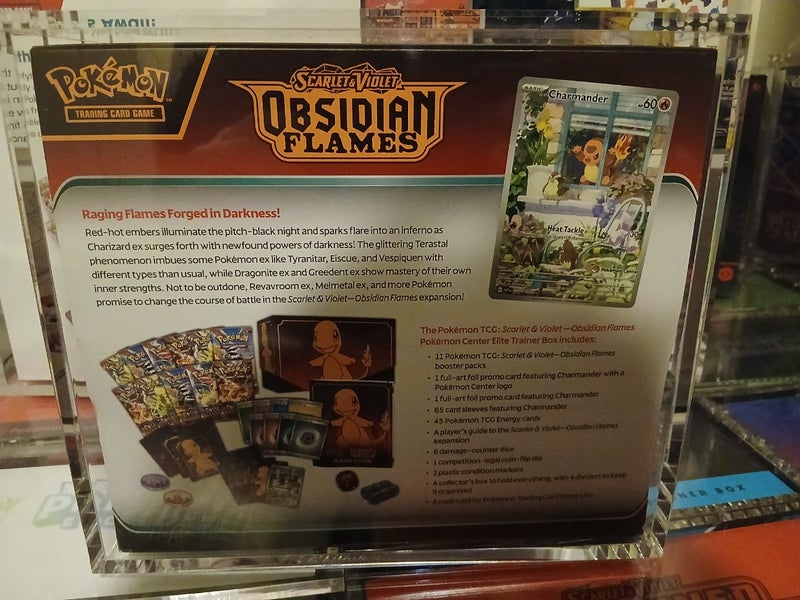 POKÉMON
TRADING CARD GAME
SCARLET & VIOLET
OBSIDIAN
FLAMES
BASIC
Charmander
HP60
Heat Tackle
30
Raging Flames Forged in Darkness!
Red-hot embers illuminate the pitch-black night and sparks flare into an inferno as
Charizard ex surges forth with newfound powers of darkness! The glittering Terastal
phenomenon imbues some Pokémon ex like Tyranitar, Eiscue, and Vespiquen with
different types than usual, while Dragonite ex and Greedent ex show mastery of their own
inner strengths. Not to be outdone, Revavroom ex, Melmetal ex, and more Pokémon
promise to change the course of battle in the Scarlet & Violet—Obsidian Flames expansion!
The Pokémon TCG: Scarlet & Violet—Obsidian Flames
Pokémon Center Elite Trainer Box includes:
• 11 Pokémon TCG: Scarlet & Violet—Obsidian Flames
booster packs
• 1 full-art foil promo card featuring Charmander with a
Pokémon Center logo
• 1 full-art foil promo card featuring Charmander
• 65 card sleeves featuring Charmander
• 45 Pokémon TCG Energy cards
• A player's guide to the Scarlet & Violet—Obsidian Flames
expansion
• 6 damage-counter dice
• 1 competition-legal coin-flip die
• 2 plastic condition markers
• A collector's box to hold everything, with 4 dividers to keep
it organized
• A code card for Pokémon Trading Card Game Live
NER BOX
SCARLET & VIOLET